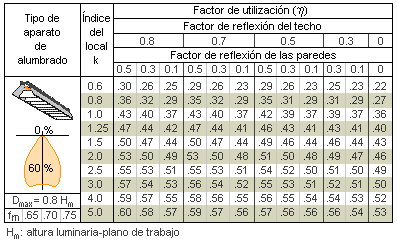 Tipo de aparato de alumbrado
Índice del local k
Factor de utilización (η)
Factor de reflexión del techo
0.8 0.7 0.5 0.3 0
Factor de reflexión de las paredes
0.5 0.3 0.1 0.5 0.3 0.1 0.5 0.3 0.1 0.3 0.1 0
0.6 .30 .26 .25 .29 .26 .23 .29 .26 .23 .25 .23 .22
0.8 .36 .32 .29 .35 .32 .29 .35 .31 .29 .31 .29 .27
1.0 .43 .40 .37 .43 .40 .37 .42 .39 .37 .39 .37 .36
1.25 .47 .44 .42 .47 .44 .41 .46 .43 .41 .43 .41 .40
1.5 .50 .47 .44 .50 .47 .44 .49 .46 .44 .46 .44 .43
2.0 .53 .50 .49 .53 .50 .48 .51 .50 .48 .49 .47 .46
2.5 .55 .53 .51 .55 .53 .51 .54 .52 .50 .51 .50 .48
3.0 .57 .54 .53 .56 .54 .52 .55 .53 .52 .52 .51 .50
4.0 .59 .57 .55 .58 .56 .55 .57 .55 .54 .54 .53 .52
5.0 .60 .58 .57 .59 .57 .56 .57 .56 .56 .56 .54 .53
0 %
60 %
Dmax = 0.8 Hm
fm .65 .70 .75
Hm: altura luminaria-plano de trabajo